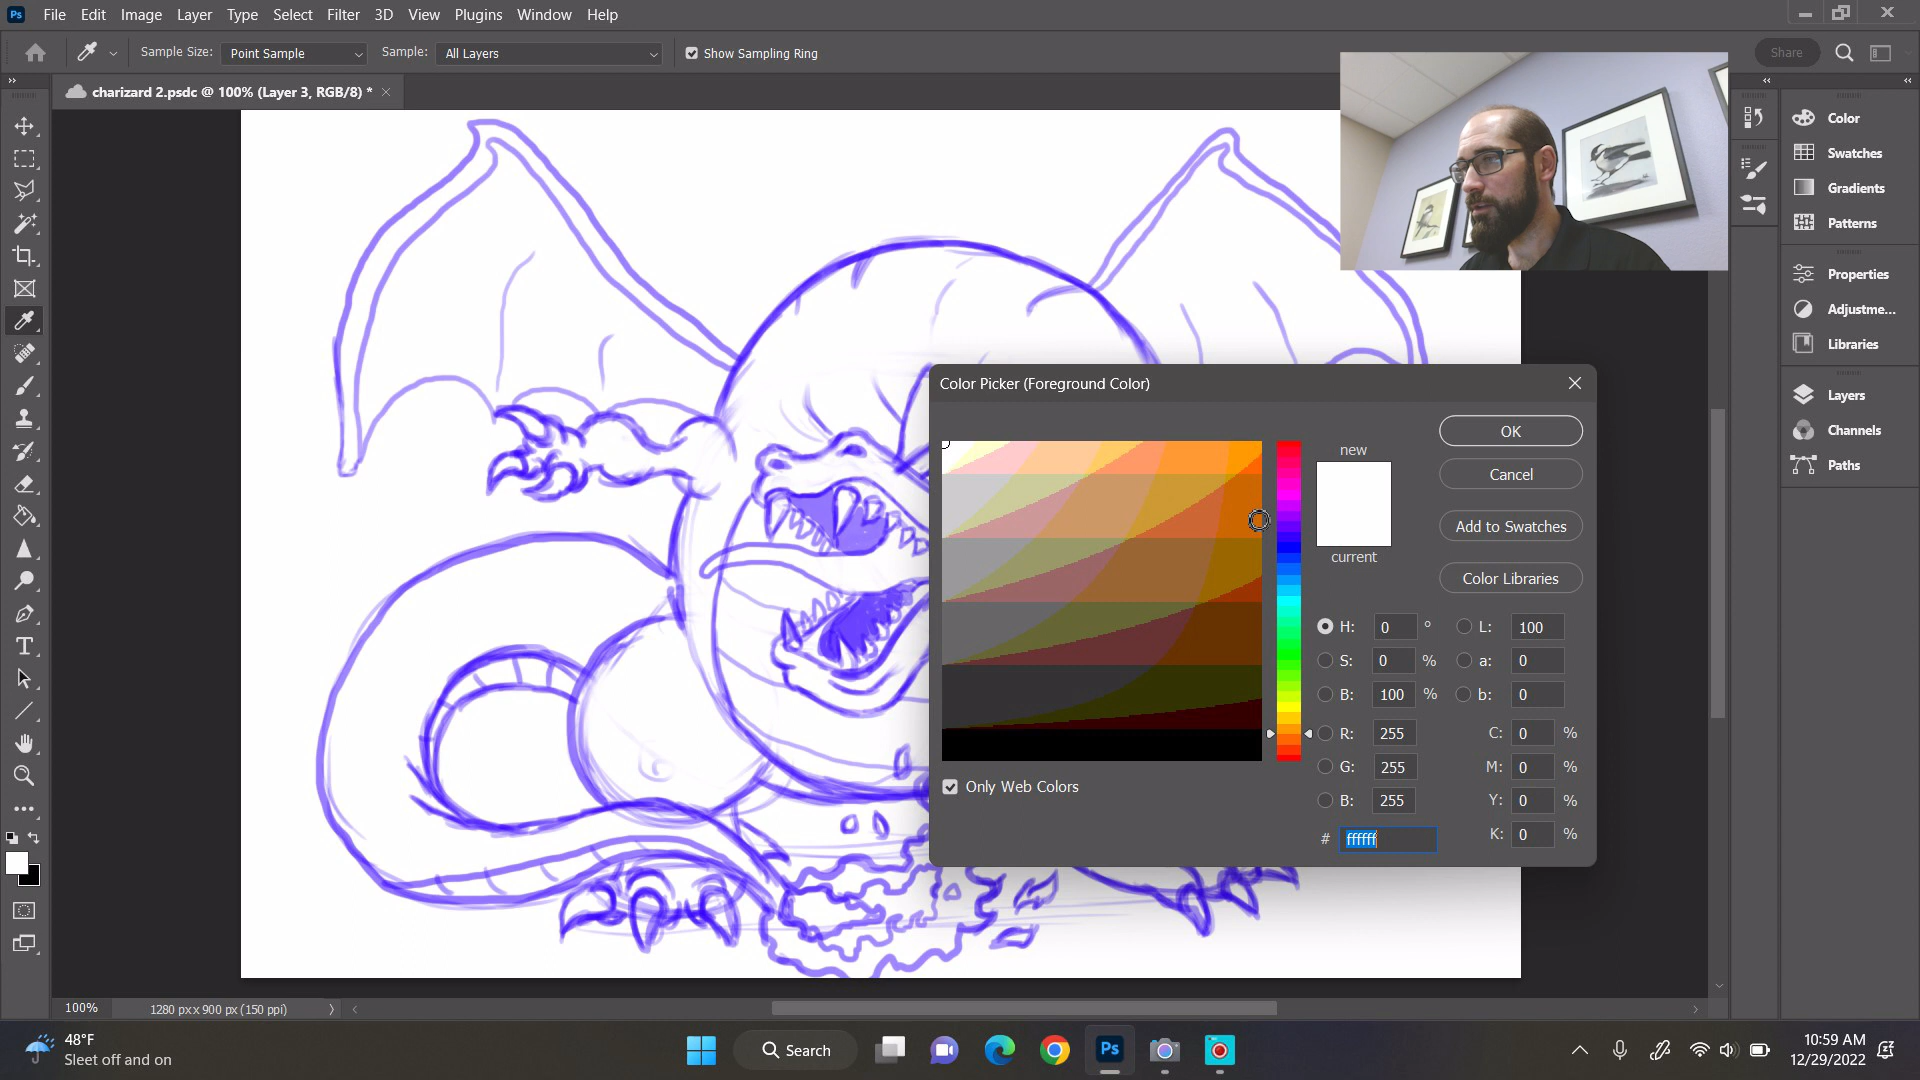 Ps File Edit Image Layer Type Select Filter 3D View Plugins Window Help
Sample Size: Point Sample Sample: All Layers Show Sampling Ring Share
charizard 2.psdc @ 100% (Layer 3, RGB/8) *
Color
Swatches
Gradients
Patterns
Properties
Adjustme...
Libraries
Layers
Channels
Paths
Color Picker (Foreground Color)
new
current
OK
Cancel
Add to Swatches
Color Libraries
H: 0 ° L: 100
S: 0 % a: 0
B: 100 % b: 0
R: 255 C: 0 %
G: 255 M: 0 %
B: 255 Y: 0 %
# ffffff K: 0 %
Only Web Colors
100% 1280 px x 900 px (150 ppi)
48°F
Sleet off and on
Search
Ps
10:59 AM
12/29/2022